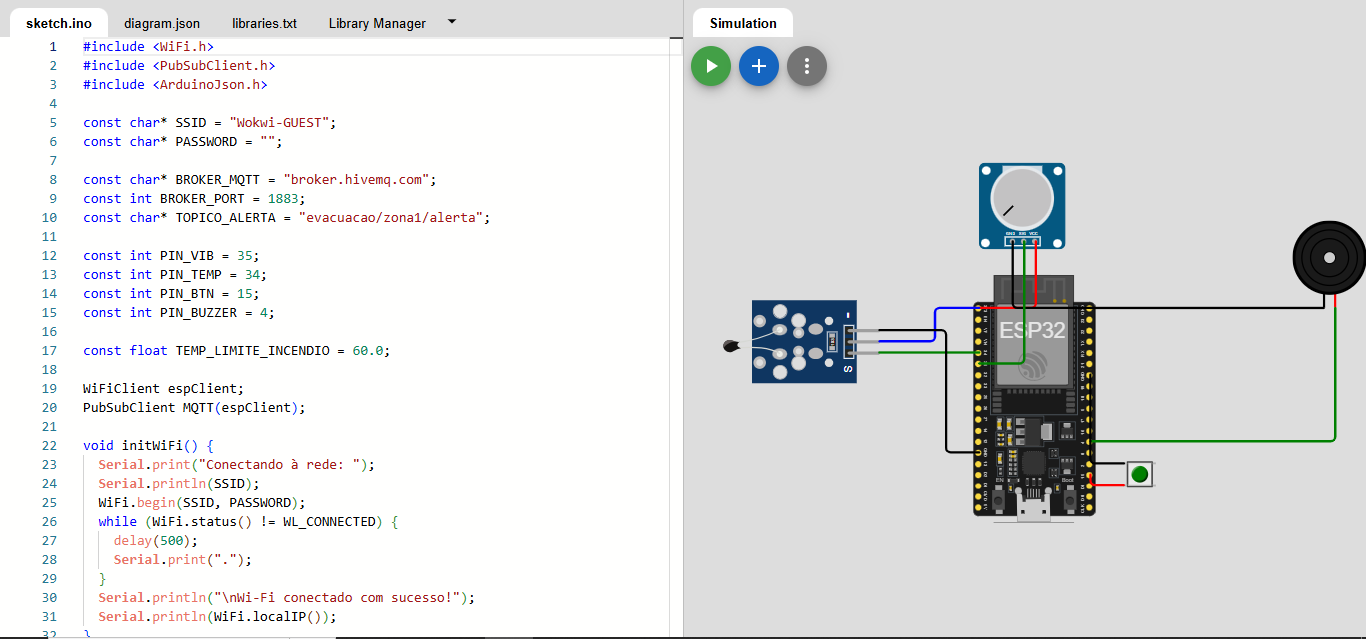 sketch.ino diagram.json libraries.txt Library Manager
1 #include <WiFi.h>
2 #include <PubSubClient.h>
3 #include <ArduinoJson.h>
4
5 const char* SSID = "Wokwi-GUEST";
6 const char* PASSWORD = "";
7
8 const char* BROKER_MQTT = "broker.hivemq.com";
9 const int BROKER_PORT = 1883;
10 const char* TOPICO_ALERTA = "evacuacao/zona1/alerta";
11
12 const int PIN_VIB = 35;
13 const int PIN_TEMP = 34;
14 const int PIN_BTN = 15;
15 const int PIN_BUZZER = 4;
16
17 const float TEMP_LIMITE_INCENDIO = 60.0;
18
19 WiFiClient espClient;
20 PubSubClient MQTT(espClient);
21
22 void initWiFi() {
23 Serial.print("Conectando à rede: ");
24 Serial.println(SSID);
25 WiFi.begin(SSID, PASSWORD);
26 while (WiFi.status() != WL_CONNECTED) {
27 delay(500);
28 Serial.print(".");
29 }
30 Serial.println("\nWi-Fi conectado com sucesso!");
31 Serial.println(WiFi.localIP());
32 }
Simulation
GND SIG VCC
ESP32
S
EN
Boot